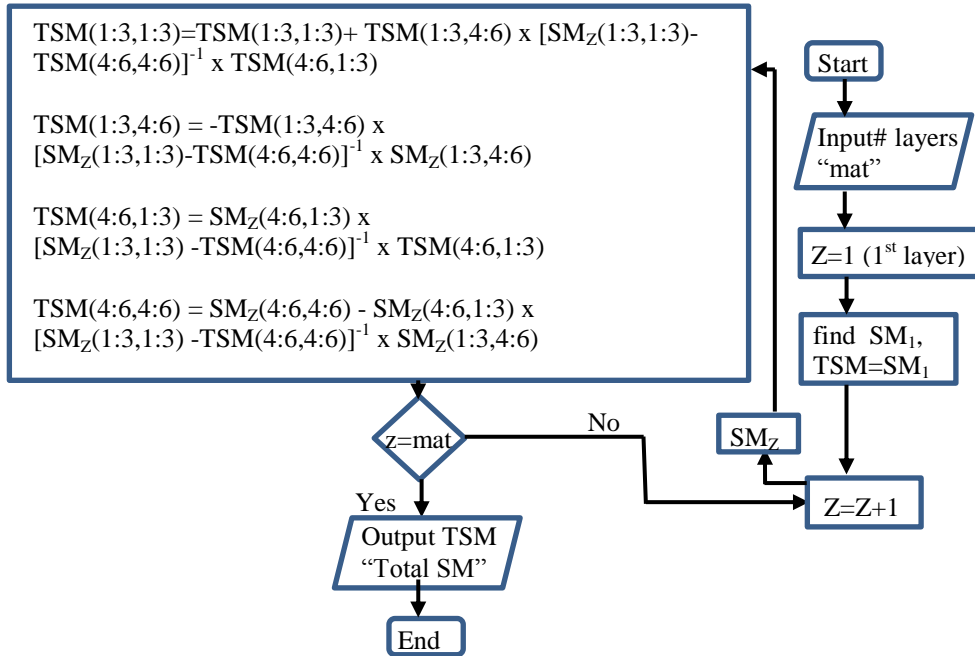 Start
Input# layers
“mat”
Z=1 (1st layer)
find SM1,
TSM=SM1
Z=Z+1
SMZ
TSM(1:3,1:3)=TSM(1:3,1:3)+ TSM(1:3,4:6) x [SMZ(1:3,1:3)-
TSM(4:6,4:6)]-1 x TSM(4:6,1:3)
TSM(1:3,4:6) = -TSM(1:3,4:6) x
[SMZ(1:3,1:3)-TSM(4:6,4:6)]-1 x SMZ(1:3,4:6)
TSM(4:6,1:3) = SMZ(4:6,1:3) x
[SMZ(1:3,1:3) -TSM(4:6,4:6)]-1 x TSM(4:6,1:3)
TSM(4:6,4:6) = SMZ(4:6,4:6) - SMZ(4:6,1:3) x
[SMZ(1:3,1:3) -TSM(4:6,4:6)]-1 x SMZ(1:3,4:6)
z=mat
No
Yes
Output TSM
“Total SM”
End